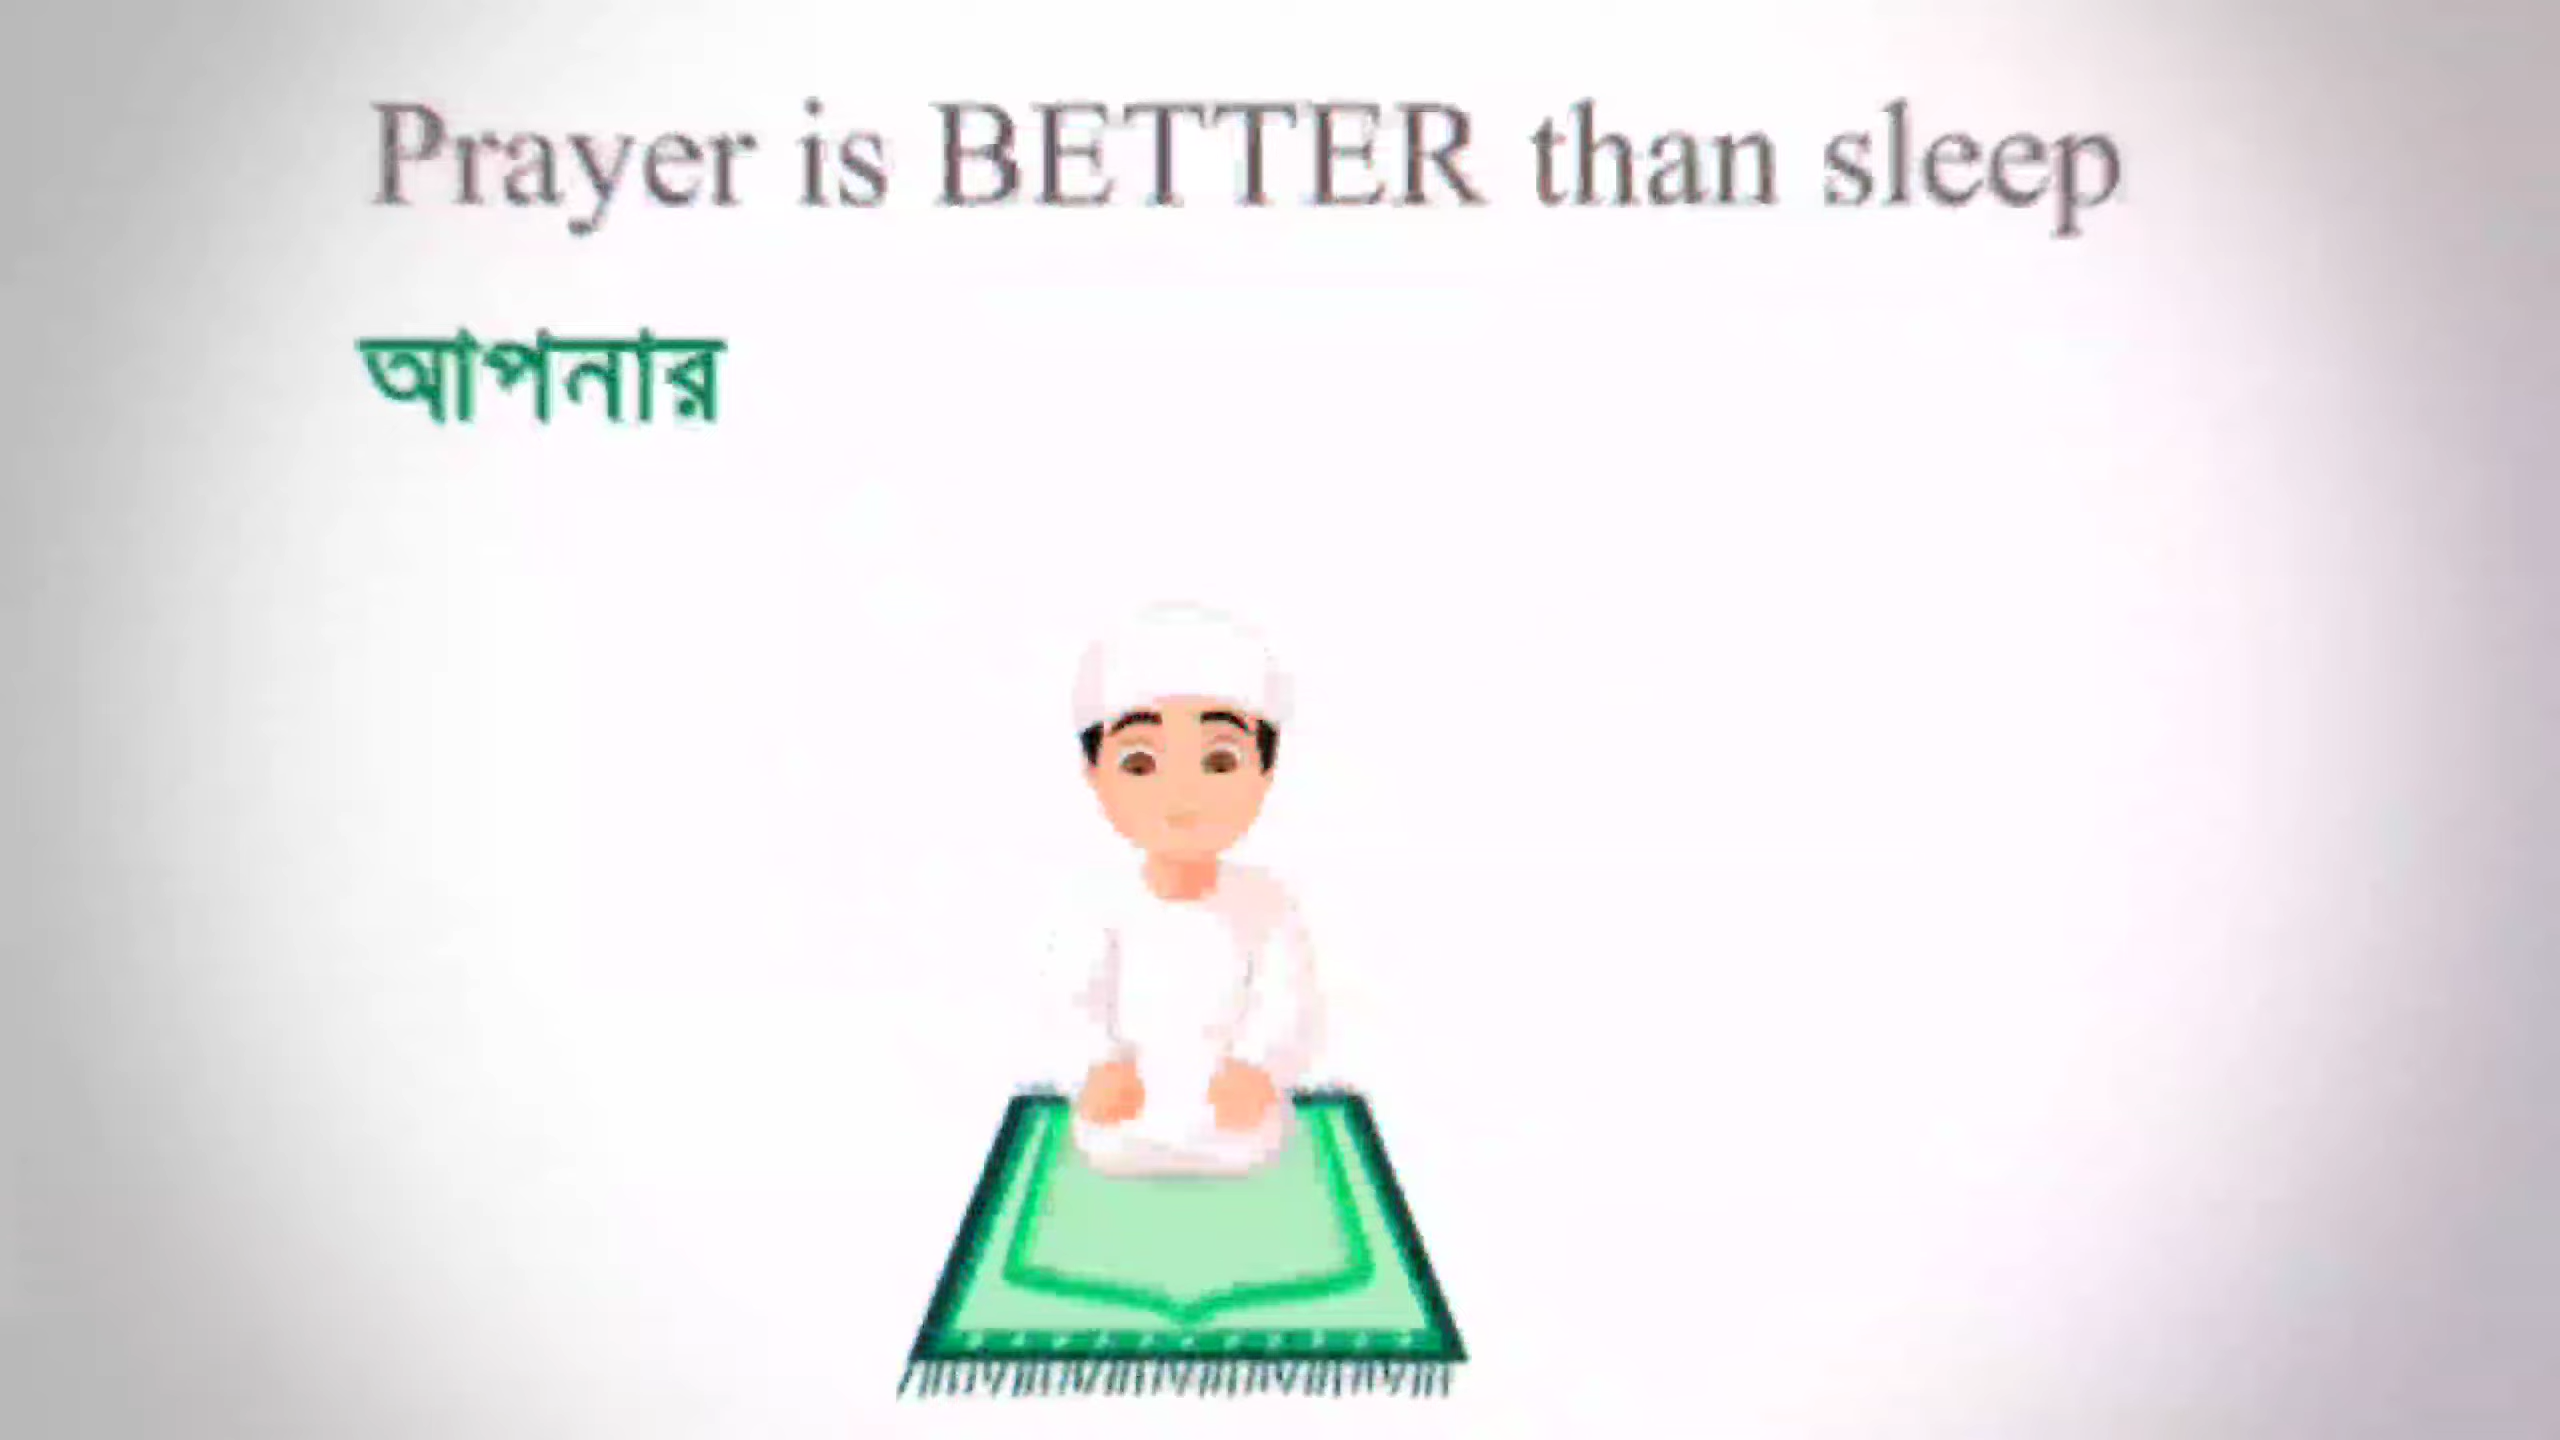 Prayer is BETTER than sleep
আপনার